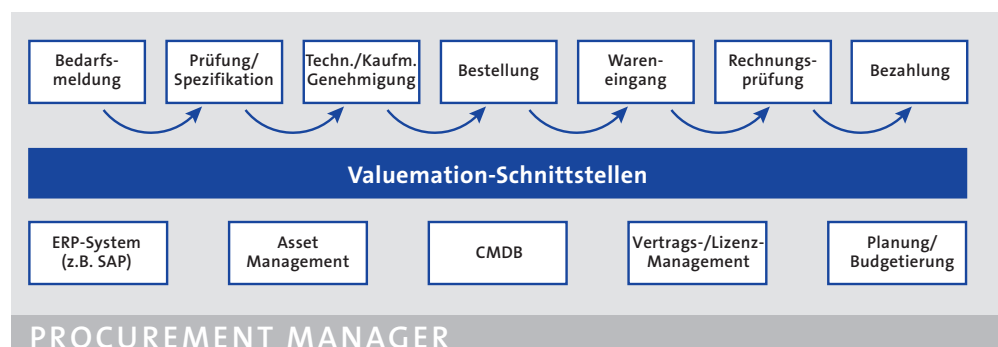 Bedarfs-
meldung
Prüfung/
Spezifikation
Techn./Kaufm.
Genehmigung
Bestellung
Waren-
eingang
Rechnungs-
prüfung
Bezahlung
Valuemation-Schnittstellen
ERP-System
(z.B. SAP)
Asset
Management
CMDB
Vertrags-/Lizenz-
Management
Planung/
Budgetierung
PROCUREMENT MANAGER